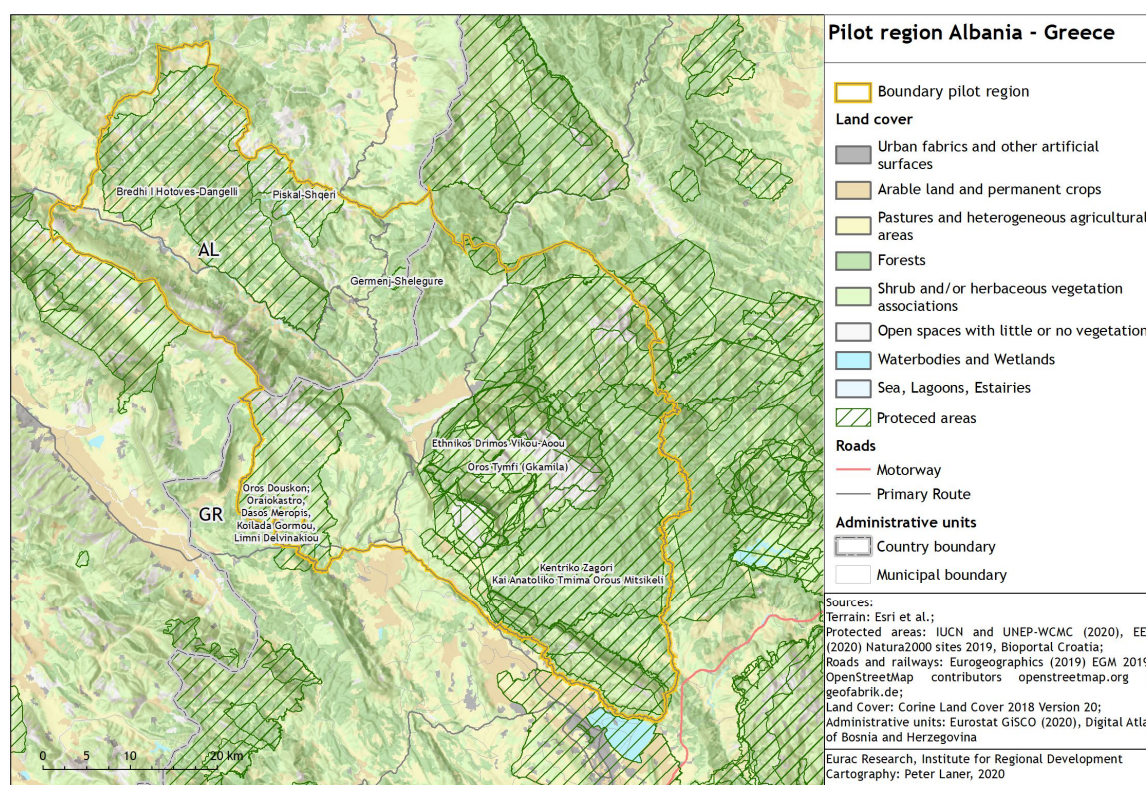 Pilot region Albania - Greece
Boundary pilot region
Land cover
Urban fabrics and other artificial
surfaces
Arable land and permanent crops
Pastures and heterogeneous agricultural
areas
Forests
Shrub and/or herbaceous vegetation
associations
Open spaces with little or no vegetation
Waterbodies and Wetlands
Sea, Lagoons, Estairies
Proteced areas
Roads
Motorway
Primary Route
Administrative units
Country boundary
Municipal boundary
Sources:
Terrain: Esri et al.;
Protected areas: IUCN and UNEP-WCMC (2020), EE
(2020) Natura2000 sites 2019, Bioportal Croatia;
Roads and railways: Eurogeographics (2019) EGM 2019
OpenStreetMap contributors openstreetmap.org
geofabrik.de;
Land Cover: Corine Land Cover 2018 Version 20;
Administrative units: Eurostat GiSCO (2020), Digital Atla
of Bosnia and Herzegovina
Eurac Research, Institute for Regional Development
Cartography: Peter Laner, 2020
Bredhi I Hotoves-Dangelli
Piskal-Shqeri
AL
Germenj-Shelegure
Ethnikos Drimos Vikou-Aoou
Oros Tymfi (Gkamila)
Oros Douskon;
Oraiokastro,
Dasos Meropis,
Koilada Gormou,
Limni Delvinakiou
GR
Kentriko Zagori
Kai Anatoliko Tmima Orous Mitsikeli
0 5 10 20 km